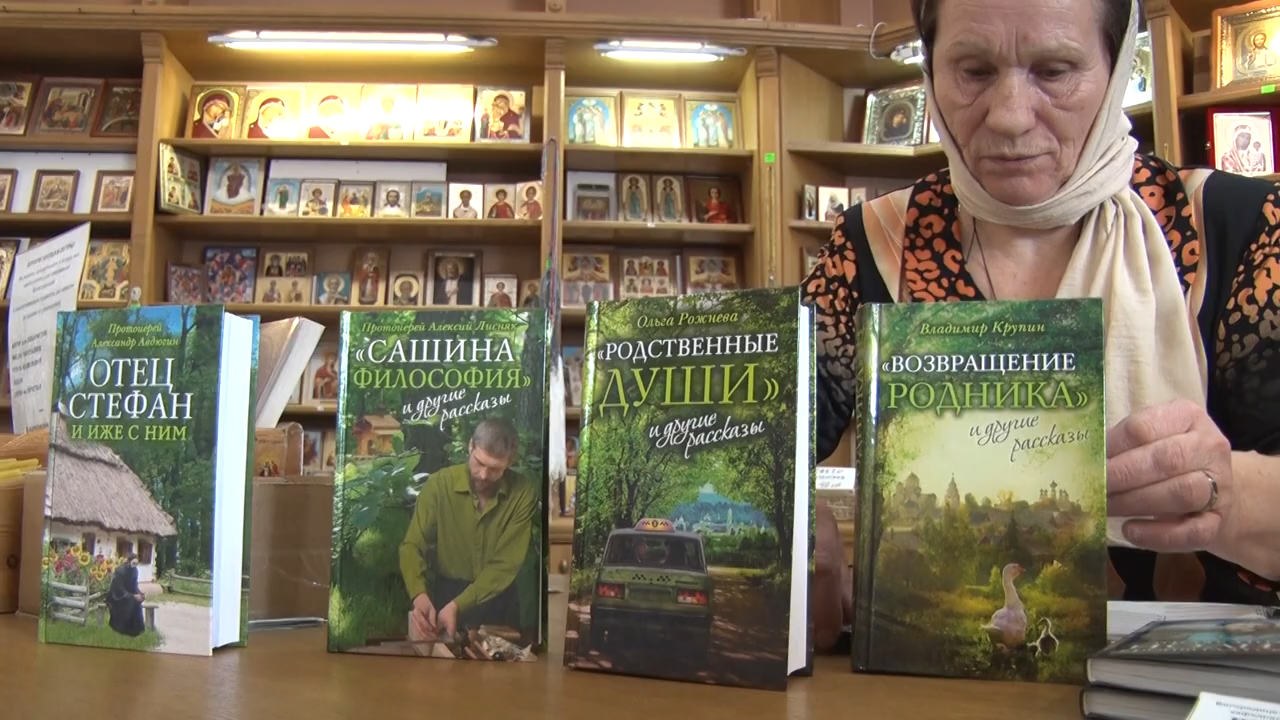 Протоиерей
Александр Авдюгин
ОТЕЦ
СТЕФАН
И ИЖЕ С НИМ
Протоиерей Алексий Лисняк
«САШИНА
ФИЛОСОФИЯ»
и другие
рассказы
Ольга Рожнева
«РОДСТВЕННЫЕ
ДУШИ»
и другие
рассказы
Владимир Крупин
«ВОЗВРАЩЕНИЕ
РОДНИКА»
и другие
рассказы